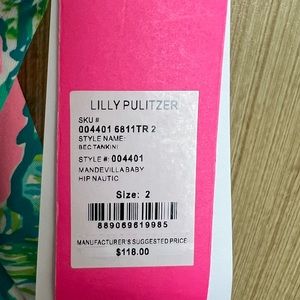 LILLY PULITZER
SKU #
004401 6811TR 2
STYLE NAME:
BEC TANKINI
STYLE #: 004401
MANDEVILLA BABY
HIP NAUTIC
Size: 2
889069619985
MANUFACTURER'S SUGGESTED PRICE
$118.00